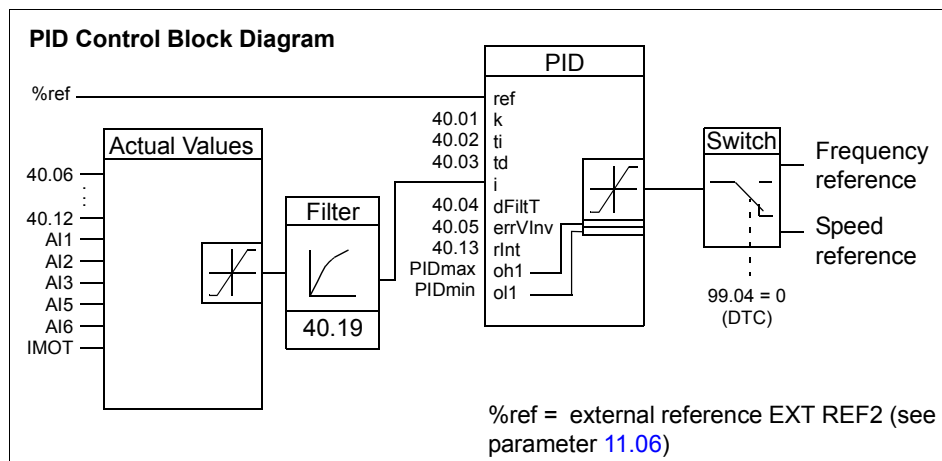 PID Control Block Diagram
%ref
Actual Values
40.06
:
40.12
AI1
AI2
AI3
AI5
AI6
IMOT
Filter
40.19
PID
ref
40.01 k
40.02 ti
40.03 td
i
40.04 dFiltT
40.05 errVInv
40.13 rInt
PIDmax oh1
PIDmin ol1
Switch
Frequency
reference
Speed
reference
99.04 = 0
(DTC)
%ref = external reference EXT REF2 (see
parameter 11.06)